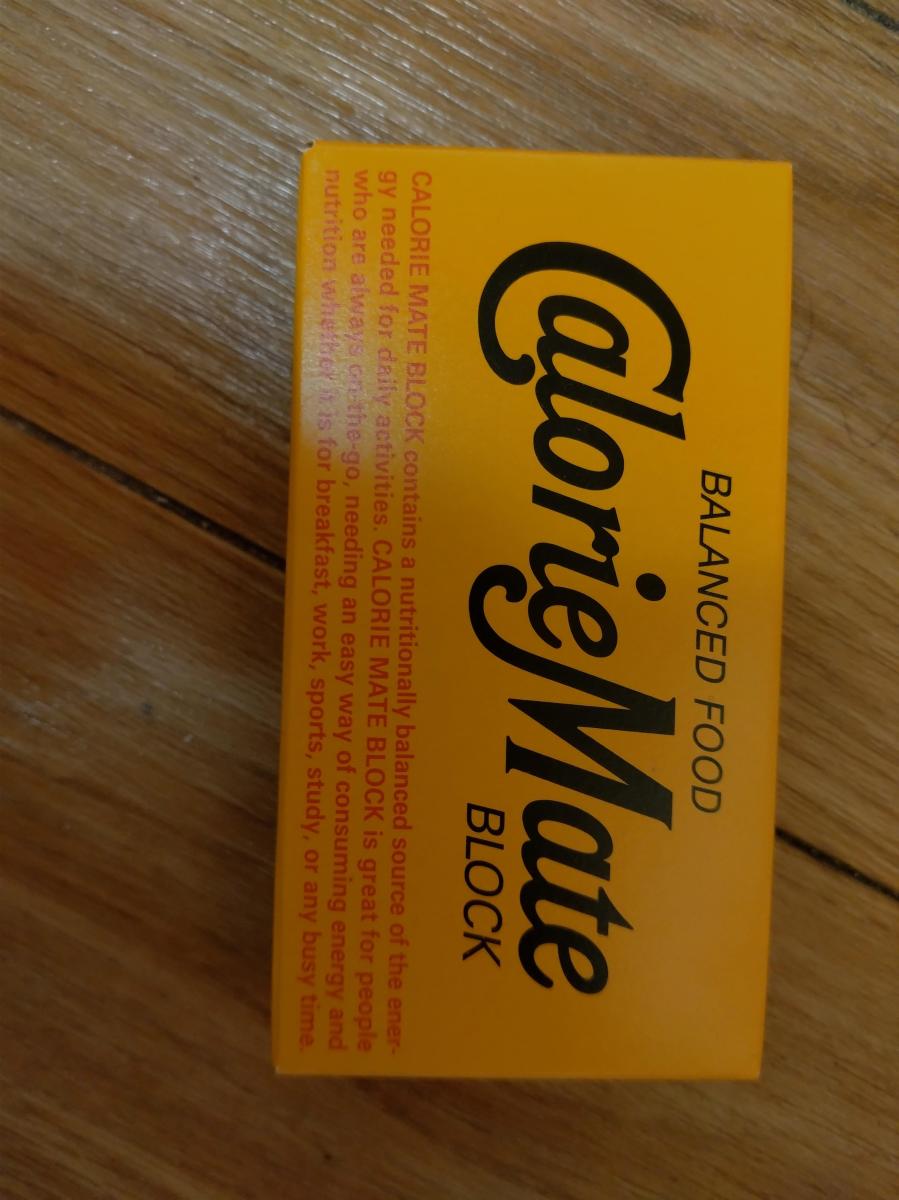 BALANCED FOOD
CalorieMate
BLOCK
CALORIE MATE BLOCK contains a nutritionally balanced source of the ener-
gy needed for daily activities. CALORIE MATE BLOCK is great for people
who are always on-the-go, needing an easy way of consuming energy and
nutrition whether it is for breakfast, work, sports, study, or any busy time.